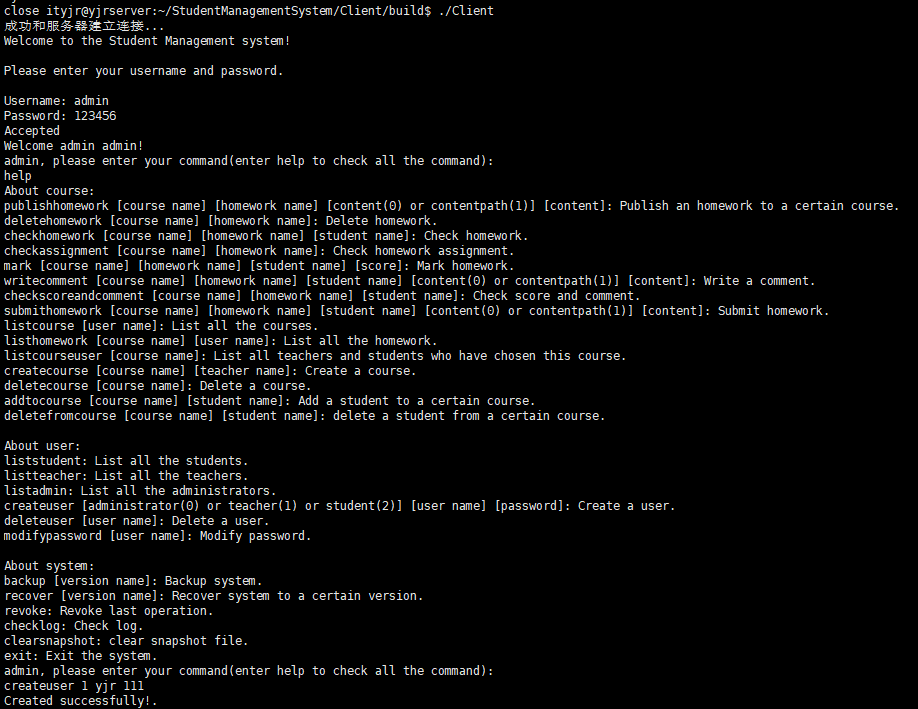 close ityjr@yjrserver:~/StudentManagementSystem/Client/build$ ./Client
成功和服务器建立连接...
Welcome to the Student Management system!
Please enter your username and password.
Username: admin
Password: 123456
Accepted
Welcome admin admin!
admin, please enter your command(enter help to check all the command):
help
About course:
publishhomework [course name] [homework name] [content(0) or contentpath(1)] [content]: Publish an homework to a certain course.
deletehomework [course name] [homework name]: Delete homework.
checkhomework [course name] [homework name] [student name]: Check homework.
checkassignment [course name] [homework name]: Check homework assignment.
mark [course name] [homework name] [student name] [score]: Mark homework.
writecomment [course name] [homework name] [student name] [content(0) or contentpath(1)] [content]: Write a comment.
checkscoreandcomment [course name] [homework name] [student name]: Check score and comment.
submithomework [course name] [homework name] [student name] [content(0) or contentpath(1)] [content]: Submit homework.
listcourse [user name]: List all the courses.
listhomework [course name] [user name]: List all the homework.
listcourseuser [course name]: List all teachers and students who have chosen this course.
createcourse [course name] [teacher name]: Create a course.
deletecourse [course name]: Delete a course.
addtocourse [course name] [student name]: Add a student to a certain course.
deletefromcourse [course name] [student name]: delete a student from a certain course.
About user:
liststudent: List all the students.
listteacher: List all the teachers.
listadmin: List all the administrators.
createuser [administrator(0) or teacher(1) or student(2)] [user name] [password]: Create a user.
deleteuser [user name]: Delete a user.
modifypassword [user name]: Modify password.
About system:
backup [version name]: Backup system.
recover [version name]: Recover system to a certain version.
revoke: Revoke last operation.
checklog: Check log.
clearsnapshot: clear snapshot file.
exit: Exit the system.
admin, please enter your command(enter help to check all the command):
createuser 1 yjr 111
Created successfully!.